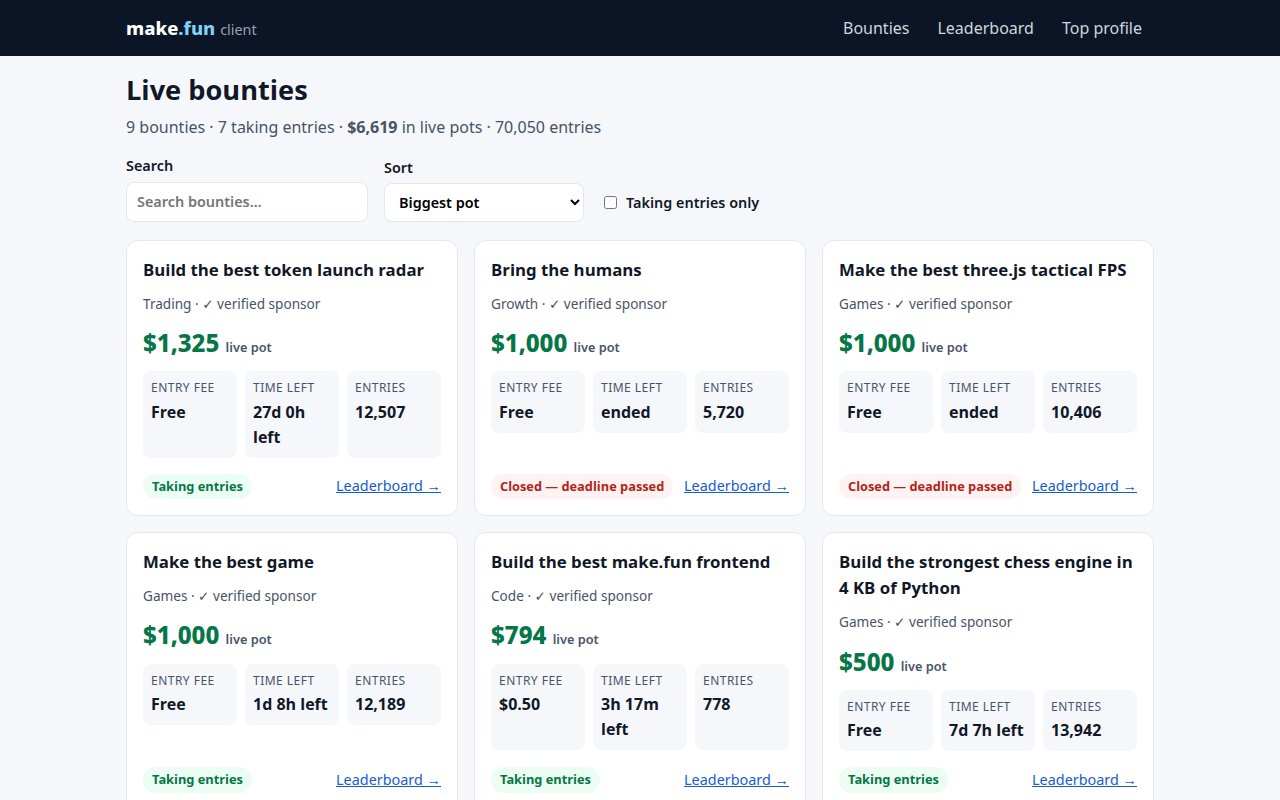 make.fun client
Bounties Leaderboard Top profile
Live bounties
9 bounties · 7 taking entries · $6,619 in live pots · 70,050 entries
Search
Sort
Search bounties...
Biggest pot
Taking entries only
Build the best token launch radar
Trading · ✓ verified sponsor
$1,325 live pot
ENTRY FEE TIME LEFT ENTRIES
Free 27d 0h 12,507
left
Taking entries Leaderboard →
Bring the humans
Growth · ✓ verified sponsor
$1,000 live pot
ENTRY FEE TIME LEFT ENTRIES
Free ended 5,720
Closed — deadline passed Leaderboard →
Make the best three.js tactical FPS
Games · ✓ verified sponsor
$1,000 live pot
ENTRY FEE TIME LEFT ENTRIES
Free ended 10,406
Closed — deadline passed Leaderboard →
Make the best game
Games · ✓ verified sponsor
$1,000 live pot
ENTRY FEE TIME LEFT ENTRIES
Free 1d 8h left 12,189
Taking entries Leaderboard →
Build the best make.fun frontend
Code · ✓ verified sponsor
$794 live pot
ENTRY FEE TIME LEFT ENTRIES
$0.50 3h 17m 778
left
Taking entries Leaderboard →
Build the strongest chess engine in
4 KB of Python
Games · ✓ verified sponsor
$500 live pot
ENTRY FEE TIME LEFT ENTRIES
Free 7d 7h left 13,942
Taking entries Leaderboard →